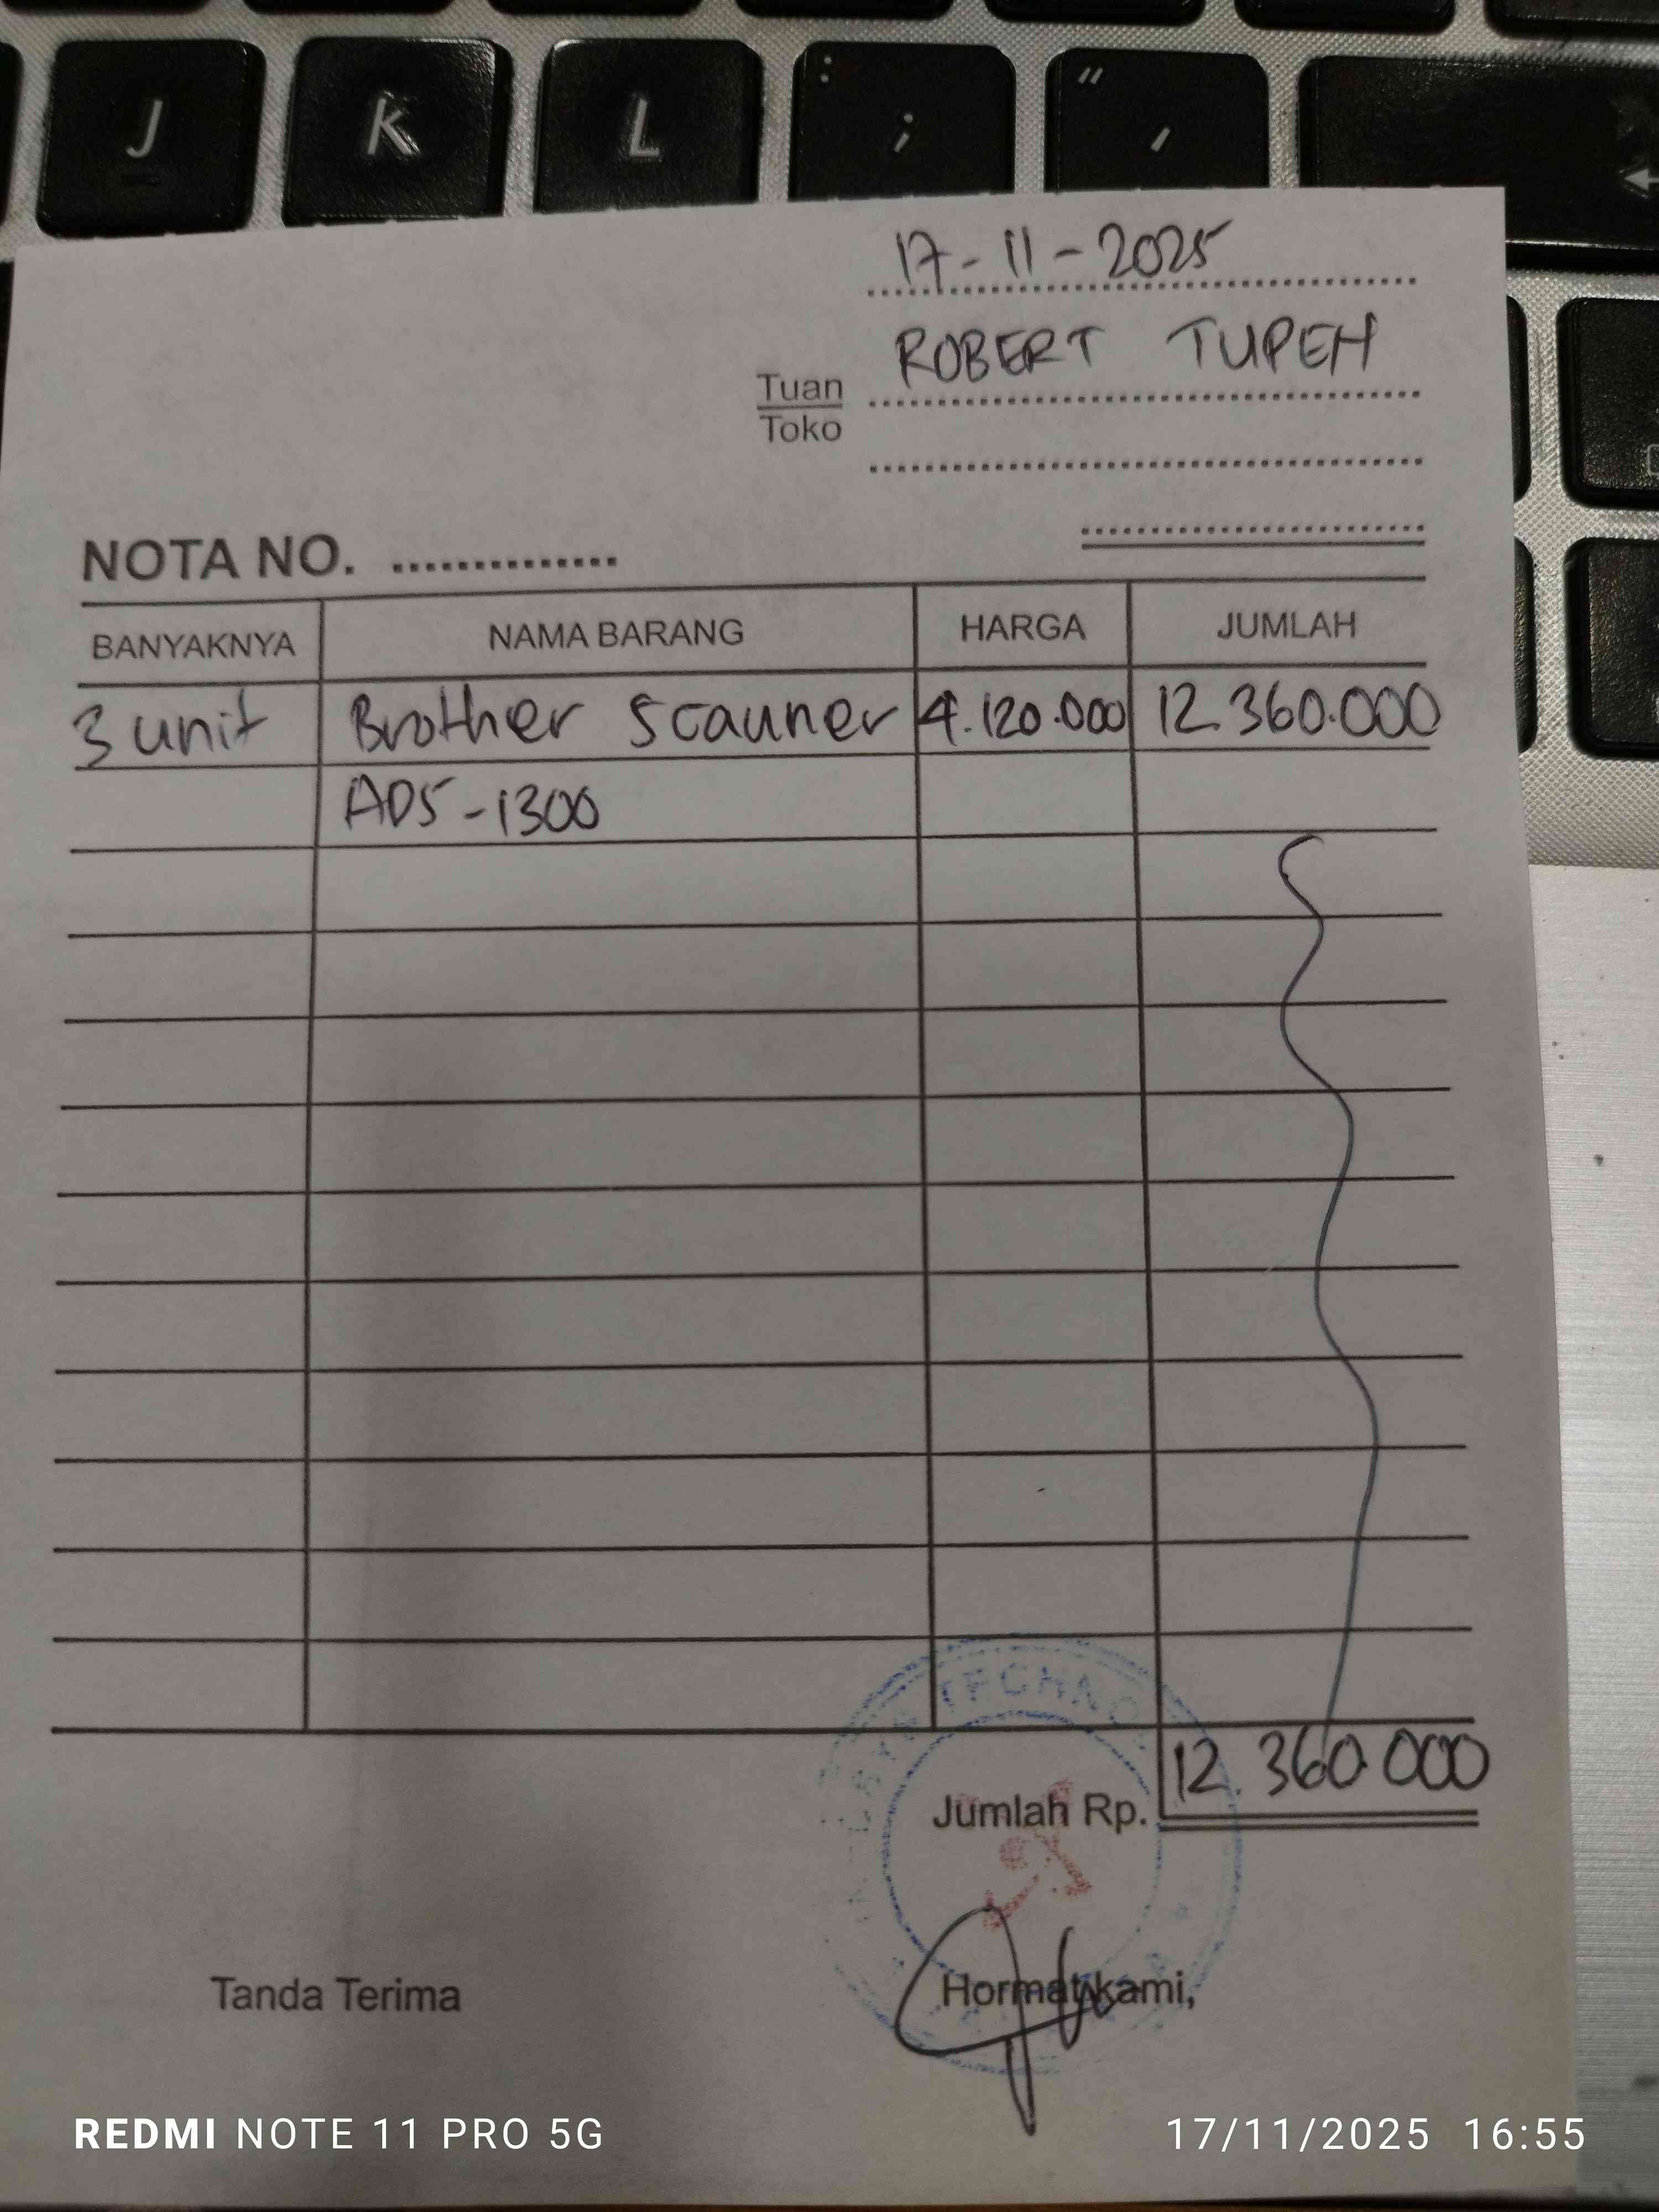 J K L : ; " ,
17-11-2025
ROBERT TUPEH
Tuan
Toko
NOTA NO. ..............
BANYAKNYA NAMA BARANG HARGA JUMLAH
3 unit Brother Scanner 4.120.000 12.360.000
ADS-1300
TECHNO
Jumlah Rp. 12.360.000
Tanda Terima Hormat kami,
REDMI NOTE 11 PRO 5G 17/11/2025 16:55